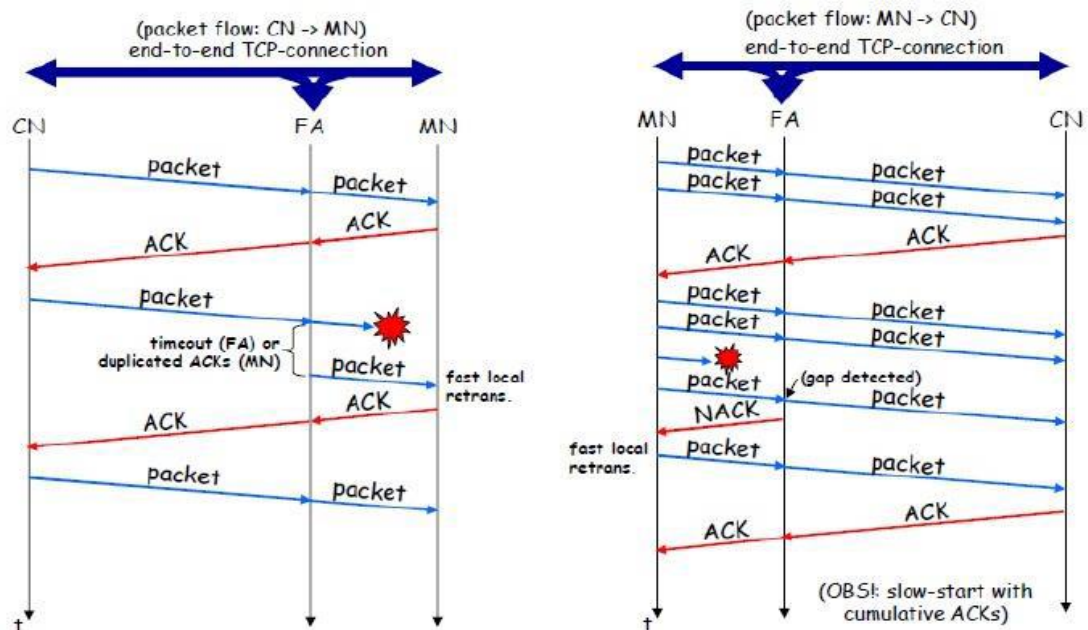 (packet flow: CN -> MN)
end-to-end TCP-connection
CN
FA
MN
packet
packet
ACK
ACK
packet
timeout (FA) or
duplicated ACKs (MN)
packet
fast local
retrans.
ACK
ACK
packet
packet
t
(packet flow: MN -> CN)
end-to-end TCP-connection
MN
FA
CN
packet
packet
packet
packet
ACK
ACK
packet
packet
packet
packet
packet
(gap detected)
packet
NACK
fast local
retrans.
packet
packet
ACK
ACK
(OBS!: slow-start with
cumulative ACKs)
t